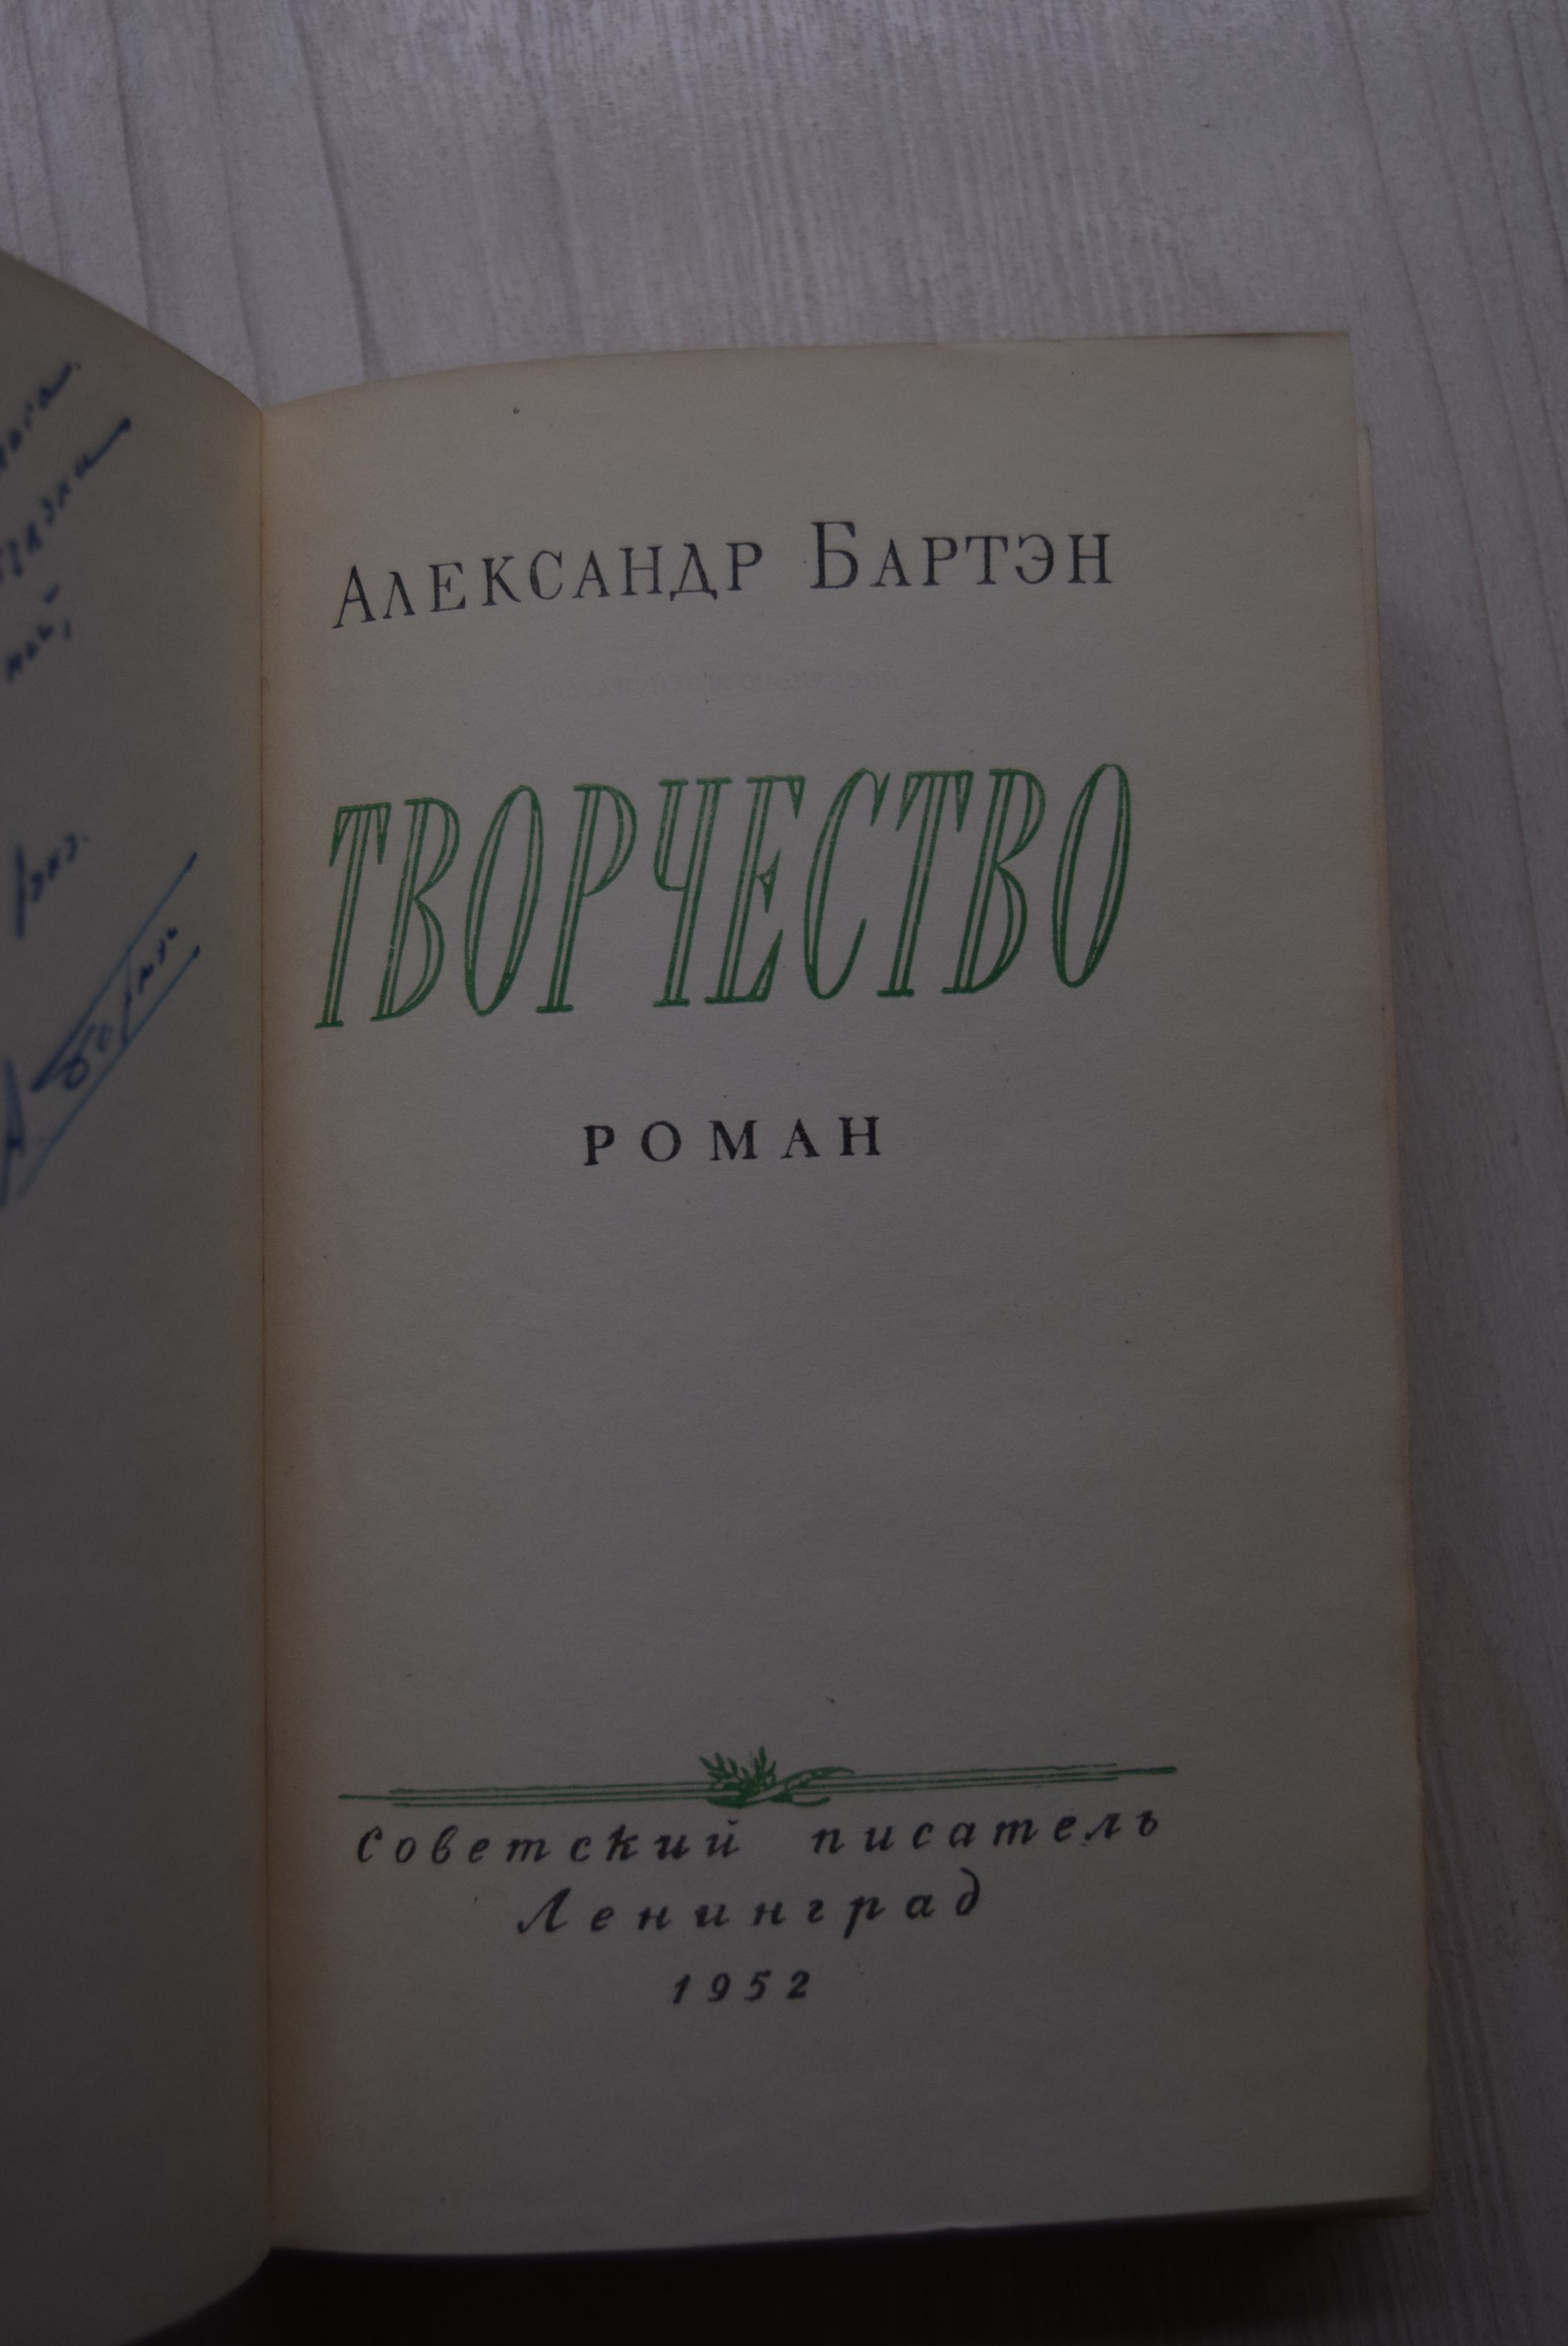 Александр Бартэн
ТВОРЧЕСТВО
РОМАН
Советский писатель
Ленинград
1952